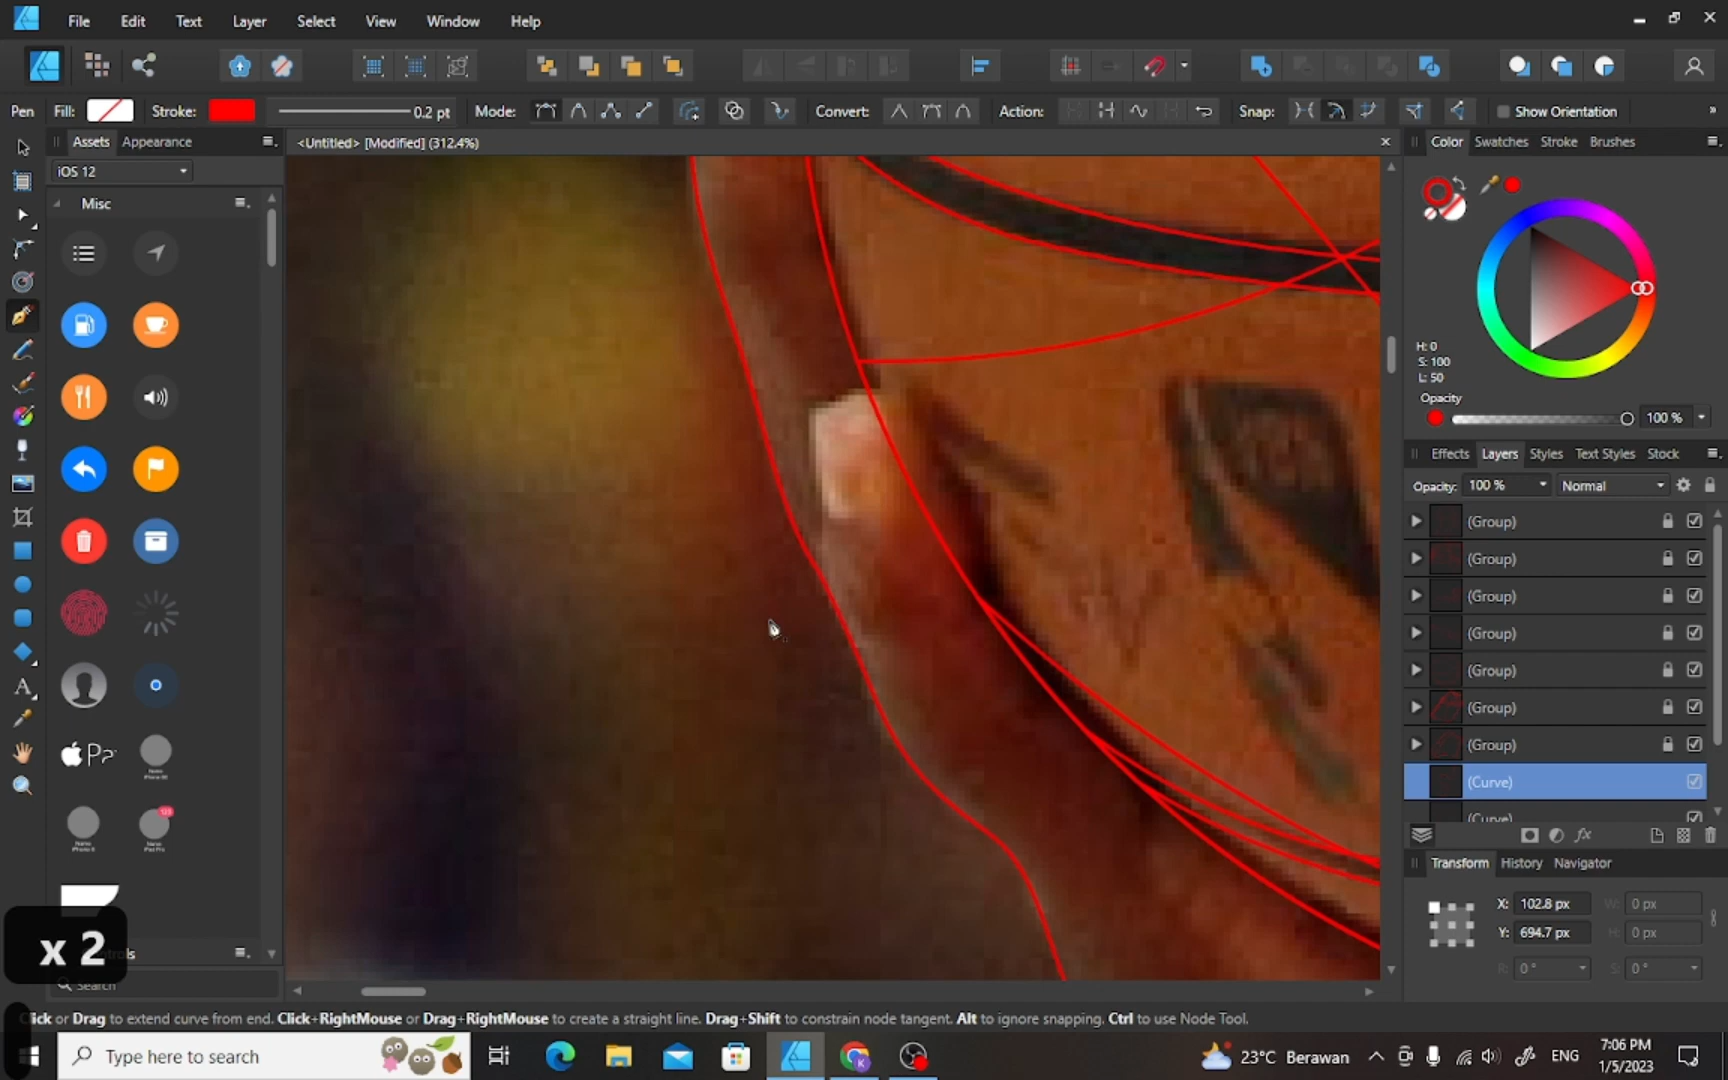 File Edit Text Layer Select View Window Help
Pen Fill: Stroke: 0.2 pt Mode: Convert: Action: Snap: Show Orientation »
Assets Appearance
<Untitled> [Modified] (312.4%)
Color Swatches Stroke Brushes
iOS 12
Misc
H: 0
S: 100
L: 50
Opacity
100 %
Effects Layers Styles Text Styles Stock
Opacity: 100 % Normal
(Group)
(Group)
(Group)
(Group)
(Group)
(Group)
(Group)
(Curve)
(Curve)
Transform History Navigator
X: 102.8 px W: 0 px
Y: 694.7 px H: 0 px
R: 0 ° S: 0 °
x 2
Search
Click or Drag to extend curve from end. Click+RightMouse or Drag+RightMouse to create a straight line. Drag+Shift to constrain node tangent. Alt to ignore snapping. Ctrl to use Node Tool.
Type here to search
23°C Berawan
ENG
7:06 PM
1/5/2023